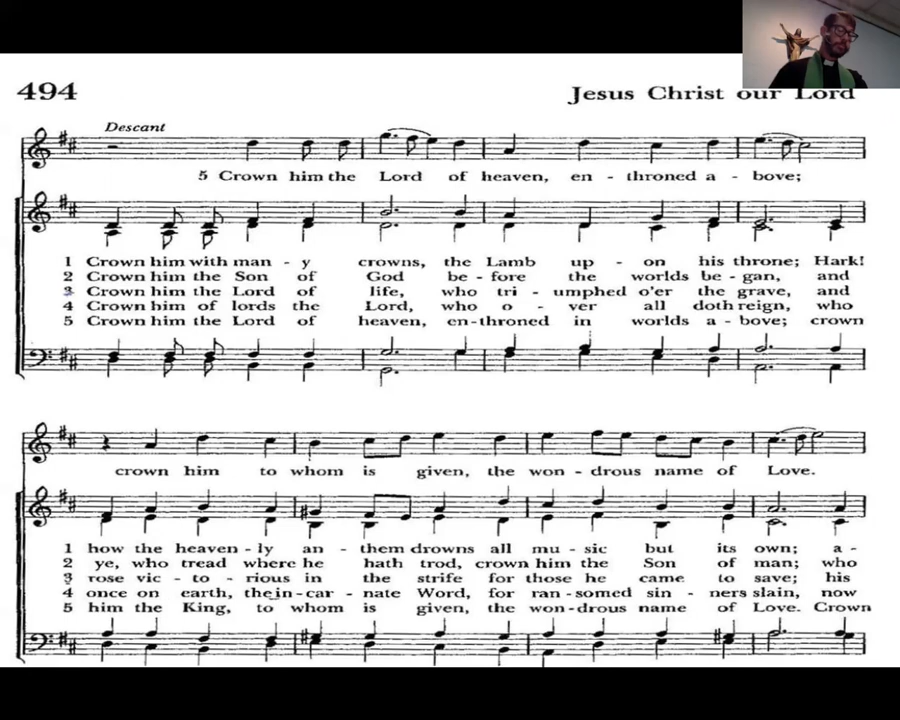 494 Jesus Christ our Lord
Descant
5 Crown him the Lord of heaven, en - throned a - bove;
1 Crown him with man - y crowns, the Lamb up - on his throne; Hark!
2 Crown him the Son of God be - fore the worlds be - gan, and
3 Crown him the Lord of life, who tri - umphed o'er the grave, and
4 Crown him of lords the Lord, who o - ver all doth reign, who
5 Crown him the Lord of heaven, en-throned in worlds a - bove; crown
crown him to whom is given, the won - drous name of Love.
1 how the heaven - ly an - them drowns all mu - sic but its own; a -
2 ye, who tread where he hath trod, crown him the Son of man; who
3 rose vic - to - rious in the strife for those he came to save; his
4 once on earth, the in - car - nate Word, for ran - somed sin - ners slain, now
5 him the King, to whom is given, the won - drous name of Love. Crown